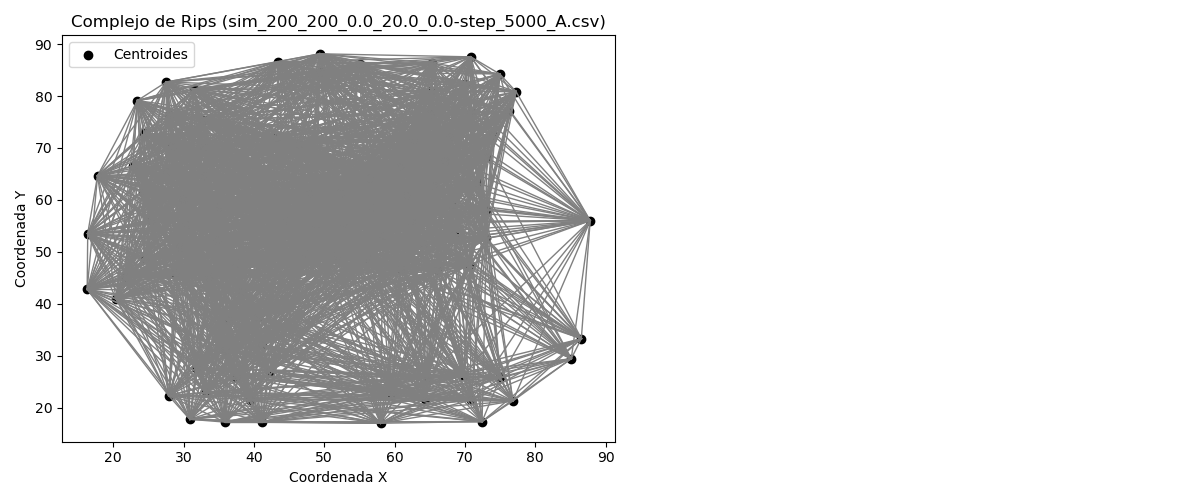 Complejo de Rips (sim_200_200_0.0_20.0_0.0-step_5000_A.csv)
Centroides
Coordenada Y
90
80
70
60
50
40
30
20
20 30 40 50 60 70 80 90
Coordenada X